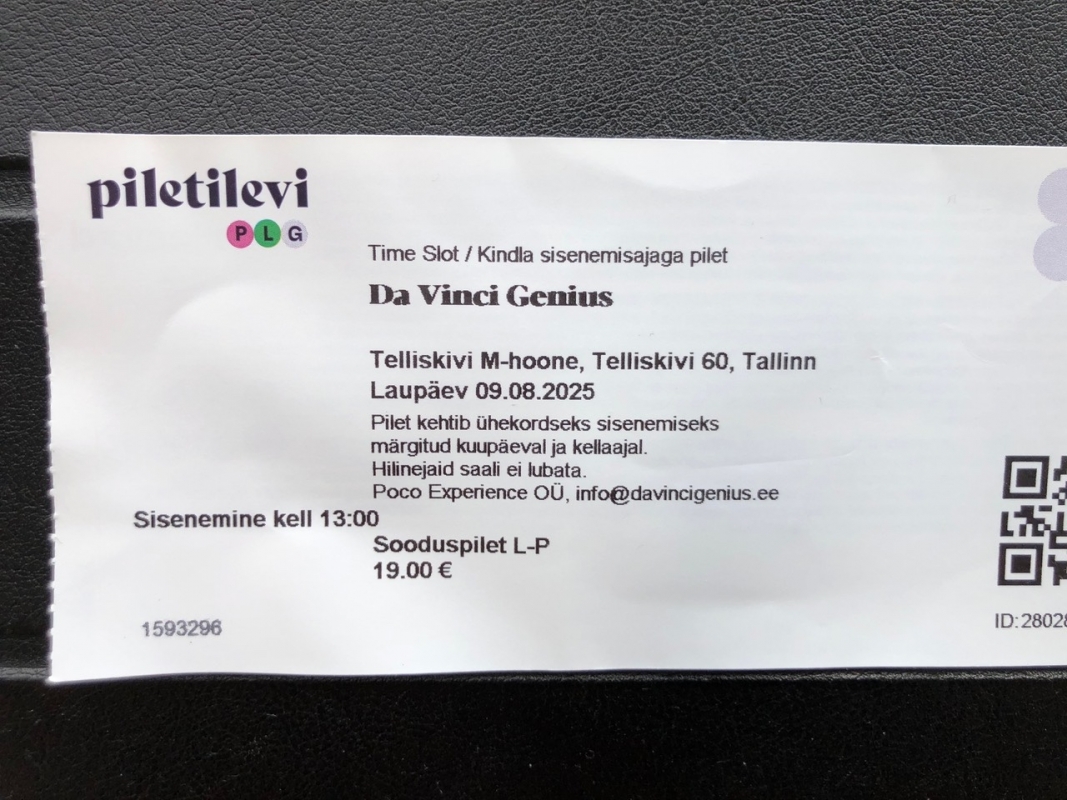 piletilevi
P L G
Time Slot / Kindla sisenemisajaga pilet
Da Vinci Genius
Telliskivi M-hoone, Telliskivi 60, Tallinn
Laupäev 09.08.2025
Pilet kehtib ühekordseks sisenemiseks
märgitud kuupäeval ja kellaajal.
Hilinejaid saali ei lubata.
Poco Experience OÜ, info@davincigenius.ee
Sisenemine kell 13:00
Sooduspilet L-P
19.00 €
1593296
ID:2802